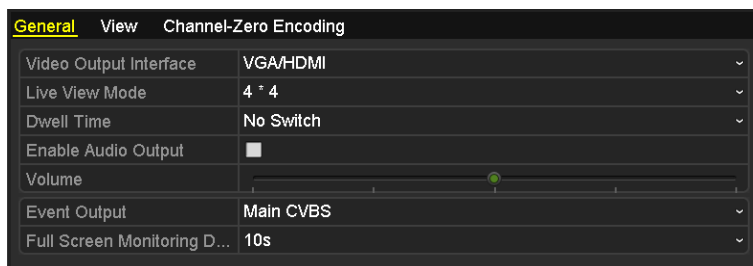 General View Channel-Zero Encoding
Video Output Interface VGA/HDMI
Live View Mode 4 * 4
Dwell Time No Switch
Enable Audio Output
Volume
Event Output Main CVBS
Full Screen Monitoring D... 10s